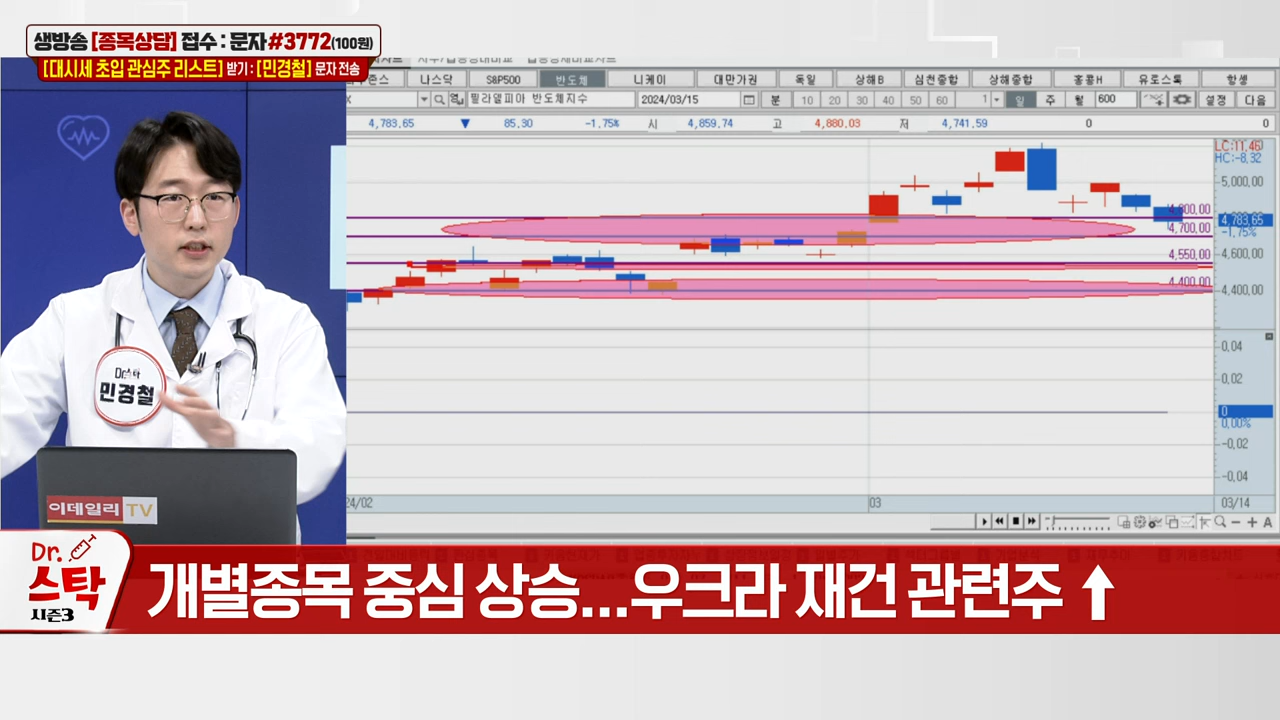 생방송 [종목상담] 접수 : 문자#3772(100원)
[대시세 초입 관심주 리스트] 받기 : [민경철] 문자 전송
나스닥 S&P500 반도체 니케이 대만가권 독일 상해B 심천종합 상해종합 홍콩H 유로스톡 항생
필라델피아 반도체지수 2024/03/15 분 10 20 30 40 50 60 1 일 주 월 600 설정 다음
4,783.65 ▼ 85.30 -1.75% 시 4,859.74 고 4,880.03 저 4,741.59 0 0
LC:11.46
HC:-8.32
5,000.00
4,800.00
4,783.65
-1.75%
4,700.00
4,600.00
4,550.00
4,400.00
4,400.00
0.04
0.02
0
0.00%
-0.02
-0.04
24/02 03 03/14
Dr.스탁
민경철
이데일리 TV
Dr.
스탁
시즌3
개별종목 중심 상승...우크라 재건 관련주 ↑